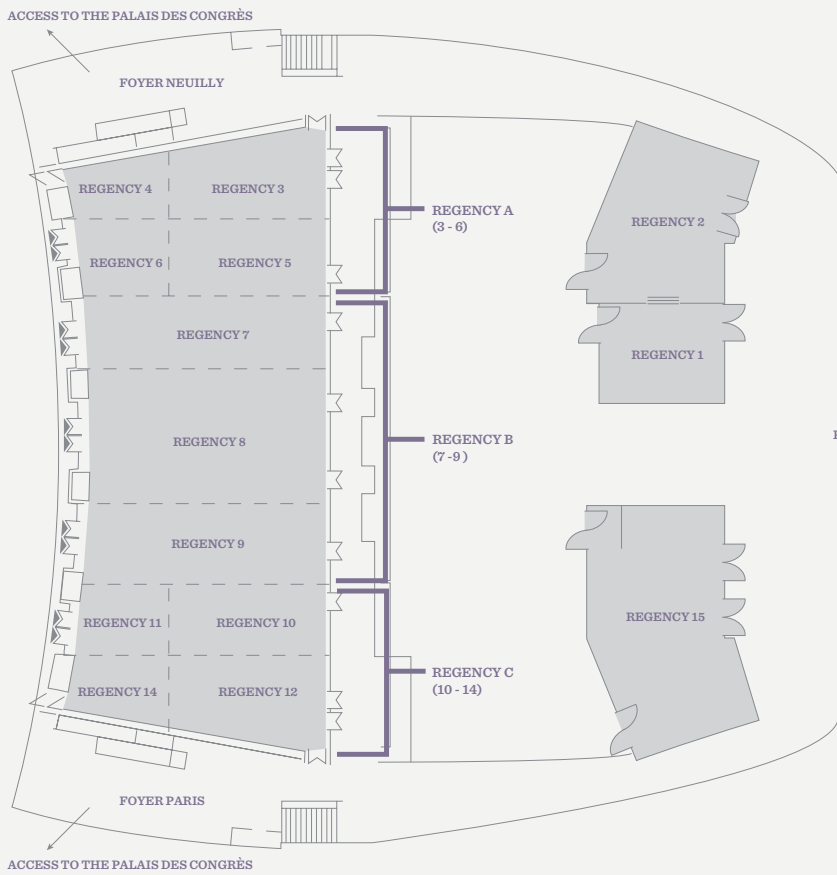 ACCESS TO THE PALAIS DES CONGRÈS
FOYER NEUILLY
REGENCY 4
REGENCY 3
REGENCY A
(3 - 6)
REGENCY 2
REGENCY 6
REGENCY 5
REGENCY 7
REGENCY 1
REGENCY 8
REGENCY B
(7 -9 )
REGENCY 9
REGENCY 11
REGENCY 10
REGENCY 15
REGENCY C
(10 - 14)
REGENCY 14
REGENCY 12
FOYER PARIS
ACCESS TO THE PALAIS DES CONGRÈS